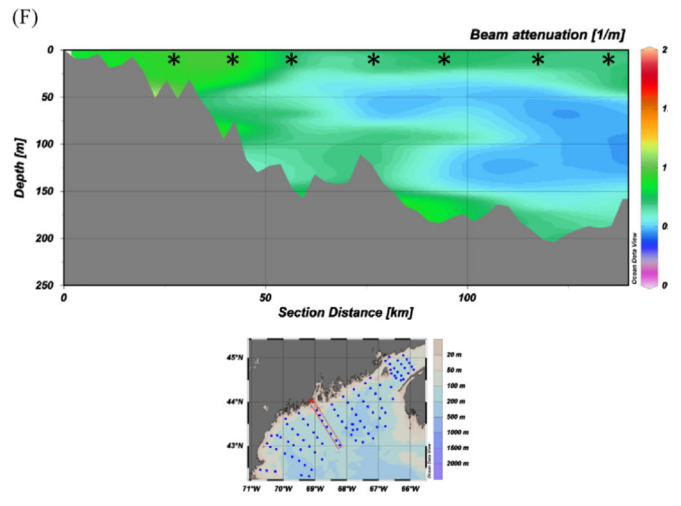 (F)
Beam attenuation [1/m]
0
50
100
150
200
250
Depth [m]
* * * * * * *
2
1.
1
0.
0
Ocean Data View
0 50 100
Section Distance [km]
45°N
44°N
43°N
71°W 70°W 69°W 68°W 67°W 66°W
20 m
50 m
100 m
200 m
500 m
1000 m
1500 m
2000 m
Ocean Data View